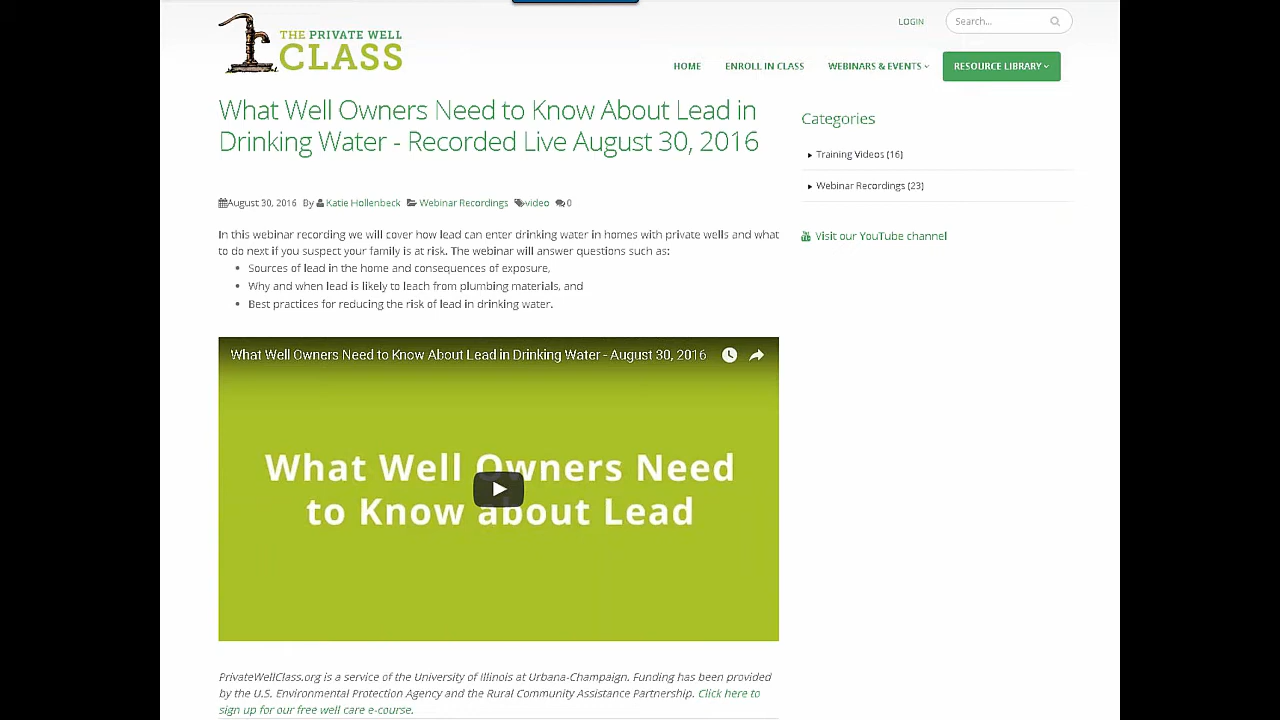 THE PRIVATE WELL
CLASS
LOGIN
Search...
HOME
ENROLL IN CLASS
WEBINARS & EVENTS
RESOURCE LIBRARY
What Well Owners Need to Know About Lead in
Drinking Water - Recorded Live August 30, 2016
August 30, 2016 By Katie Hollenbeck Webinar Recordings video 0
In this webinar recording we will cover how lead can enter drinking water in homes with private wells and what
to do next if you suspect your family is at risk. The webinar will answer questions such as:
• Sources of lead in the home and consequences of exposure,
• Why and when lead is likely to leach from plumbing materials, and
• Best practices for reducing the risk of lead in drinking water.
What Well Owners Need to Know About Lead in Drinking Water - August 30, 2016
What Well Owners Need
to Know about Lead
PrivateWellClass.org is a service of the University of Illinois at Urbana-Champaign. Funding has been provided
by the U.S. Environmental Protection Agency and the Rural Community Assistance Partnership. Click here to
sign up for our free well care e-course.
Categories
Training Videos (16)
Webinar Recordings (23)
Visit our YouTube channel